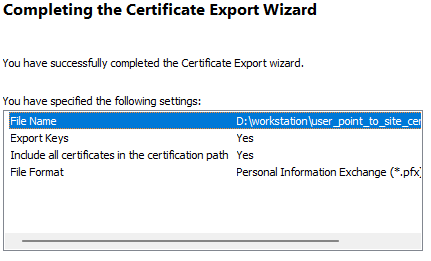 Completing the Certificate Export Wizard
You have successfully completed the Certificate Export wizard.
You have specified the following settings:
File Name D:\workstation\user_point_to_site_cer
Export Keys Yes
Include all certificates in the certification path Yes
File Format Personal Information Exchange (*.pfx)